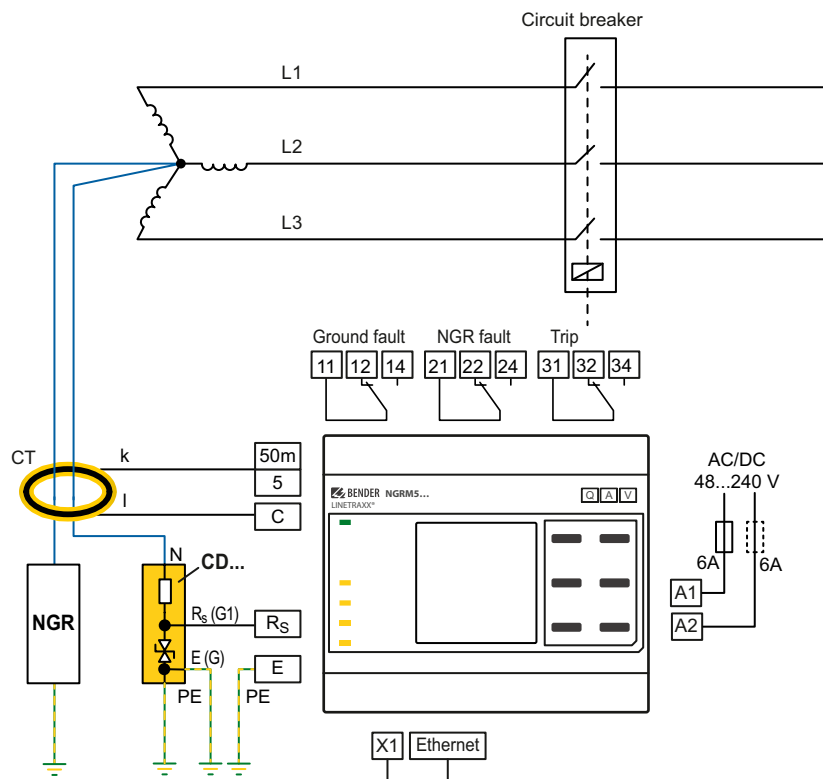 Circuit breaker
L1
L2
L3
Ground fault
NGR fault
Trip
11
12
14
21
22
24
31
32
34
CT
k
50m
5
l
C
BENDER NGRM5...
LINETRAXX®
Q
A
V
AC/DC
48...240 V
6A
6A
A1
A2
N
CD...
NGR
Rs (G1)
RS
E (G)
E
PE
PE
X1
Ethernet